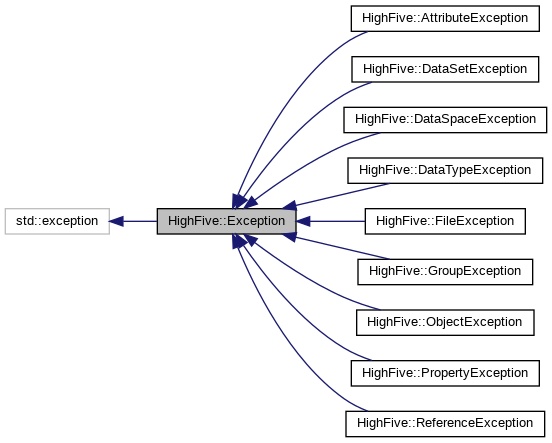 HighFive::AttributeException
HighFive::DataSetException
HighFive::DataSpaceException
HighFive::DataTypeException
std::exception
HighFive::Exception
HighFive::FileException
HighFive::GroupException
HighFive::ObjectException
HighFive::PropertyException
HighFive::ReferenceException